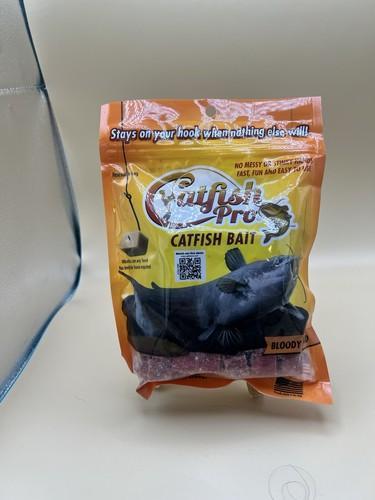 Stays on your hook when nothing else will!
NO MESSY OR STINKY HANDS
FAST, FUN AND EASY TO USE
Catfish
Pro
CATFISH BAIT
BLOODY